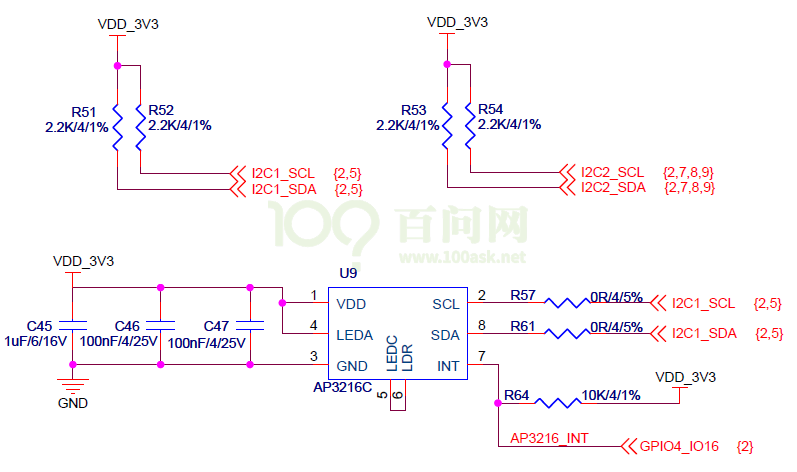 VDD_3V3
VDD_3V3
R51
2.2K/4/1%
R52
2.2K/4/1%
R53
2.2K/4/1%
R54
2.2K/4/1%
I2C1_SCL {2,5}
I2C1_SDA {2,5}
I2C2_SCL {2,7,8,9}
I2C2_SDA {2,7,8,9}
100 百问网
www.100ask.net
VDD_3V3
U9
C45
1uF/6/16V
C46
100nF/4/25V
C47
100nF/4/25V
GND
1 VDD
4 LEDA
3 GND
SCL 2
SDA 8
INT 7
LEDC 5
LDR 6
AP3216C
R57 0R/4/5% I2C1_SCL {2,5}
R61 0R/4/5% I2C1_SDA {2,5}
VDD_3V3
R64 10K/4/1%
AP3216_INT GPIO4_IO16 {2}